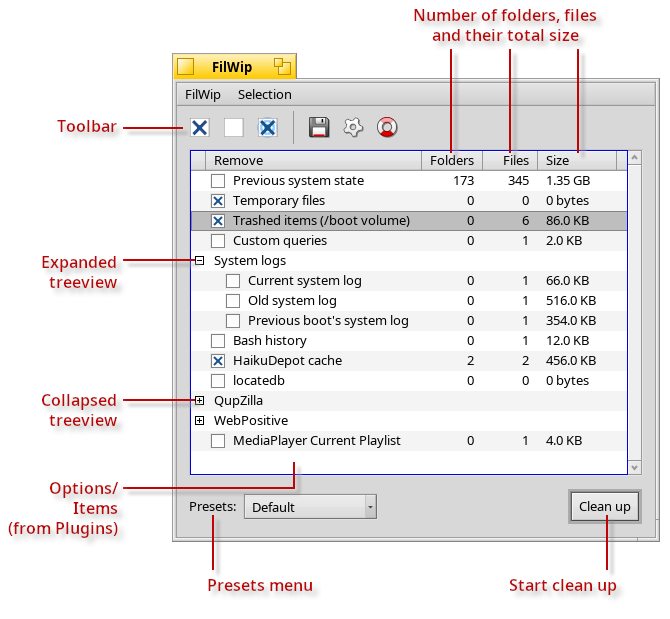 Number of folders, files
and their total size
FilWip
FilWip Selection
Toolbar
Remove Folders Files Size
Previous system state 173 345 1.35 GB
Temporary files 0 0 0 bytes
Trashed items (/boot volume) 0 6 86.0 KB
Custom queries 0 1 2.0 KB
Expanded
treeview
System logs
Current system log 0 1 66.0 KB
Old system log 0 1 516.0 KB
Previous boot's system log 0 1 354.0 KB
Bash history 0 1 12.0 KB
HaikuDepot cache 2 2 456.0 KB
locatedb 0 0 0 bytes
Collapsed
treeview
QupZilla
WebPositive
MediaPlayer Current Playlist 0 1 4.0 KB
Options/
Items
(from Plugins)
Presets: Default Clean up
Presets menu
Start clean up